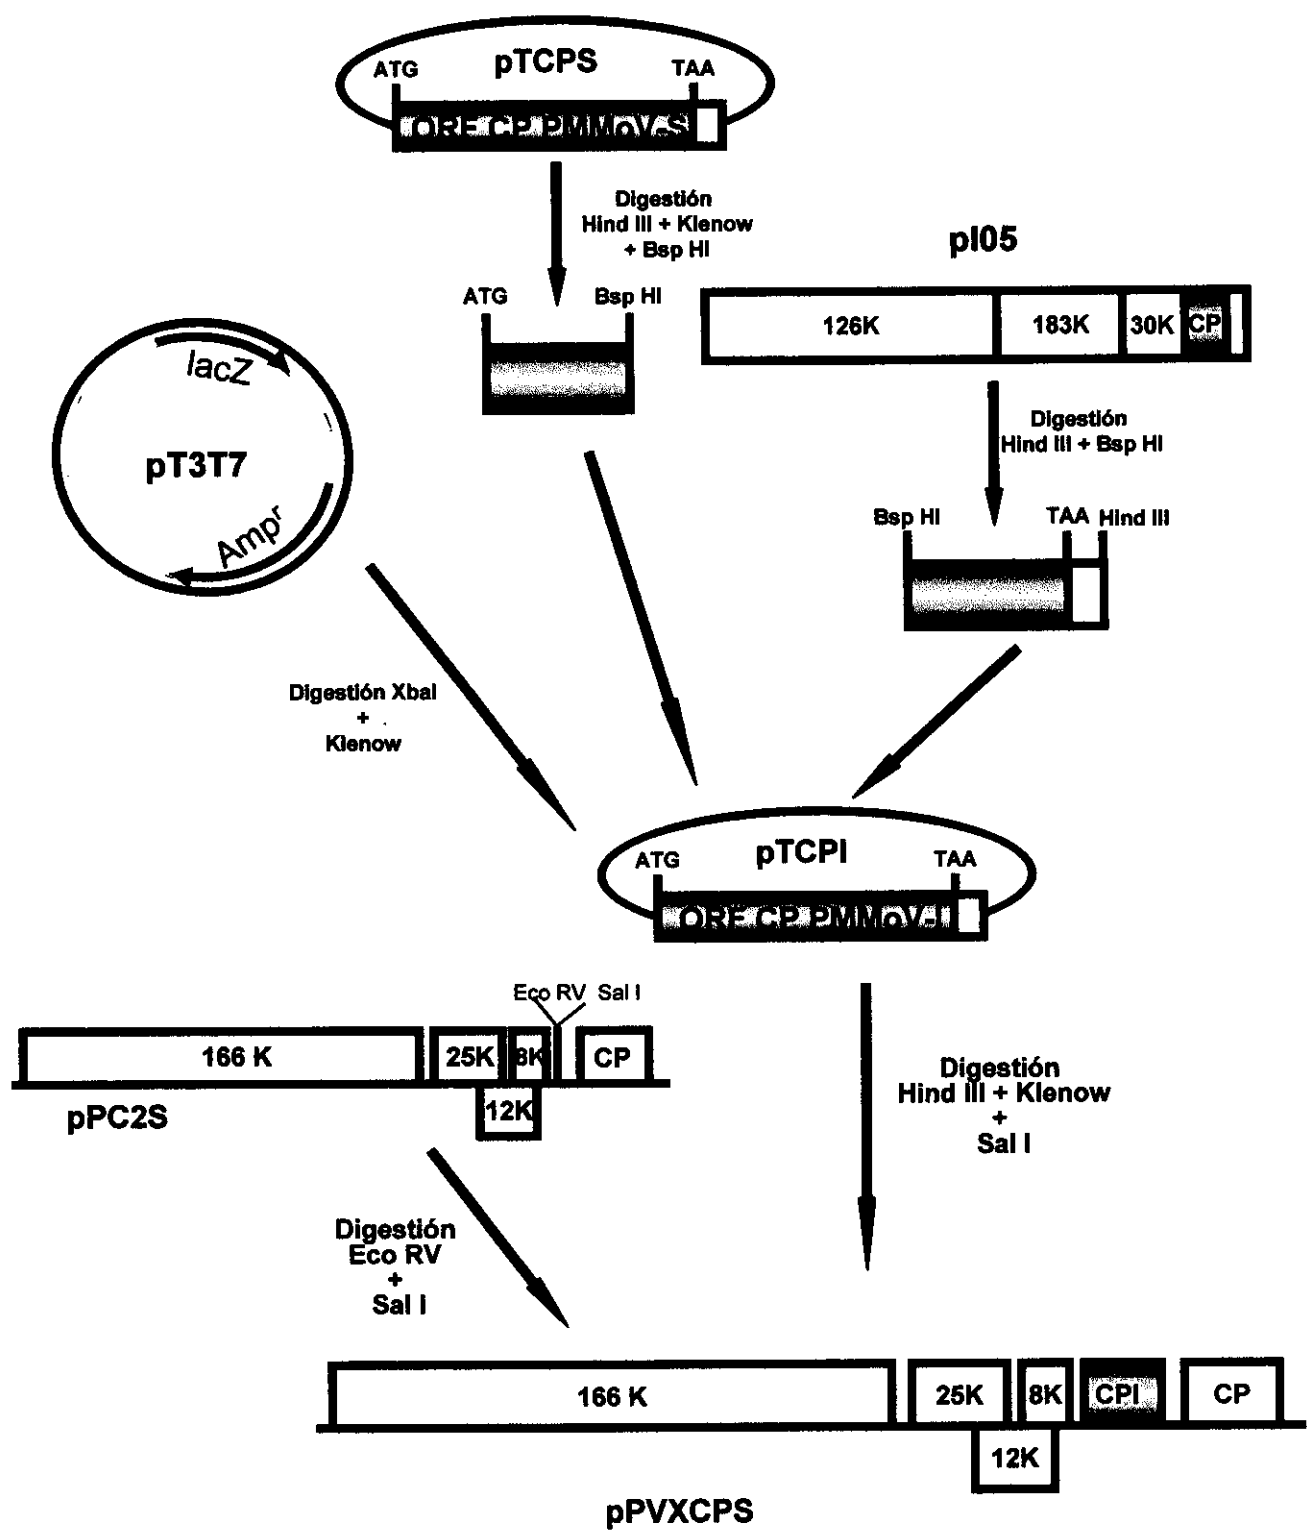 pTCPS
ATG
TAA
ORF CP PMMoV-S
Digestión
Hind III + Klenow
+ Bsp HI
ATG
Bsp HI
pI05
126K
183K
30K
CP
Digestión
Hind III + Bsp HI
Bsp HI
TAA
Hind III
lacZ
pT3T7
Ampr
Digestión XbaI
+
Klenow
pTCPI
ATG
TAA
ORF CP PMMoV-I
Eco RV Sal I
166 K
25K
8K
CP
12K
pPC2S
Digestión
Hind III + Klenow
+
Sal I
Digestión
Eco RV
+
Sal I
166 K
25K
8K
CPI
CP
12K
pPVXCPS